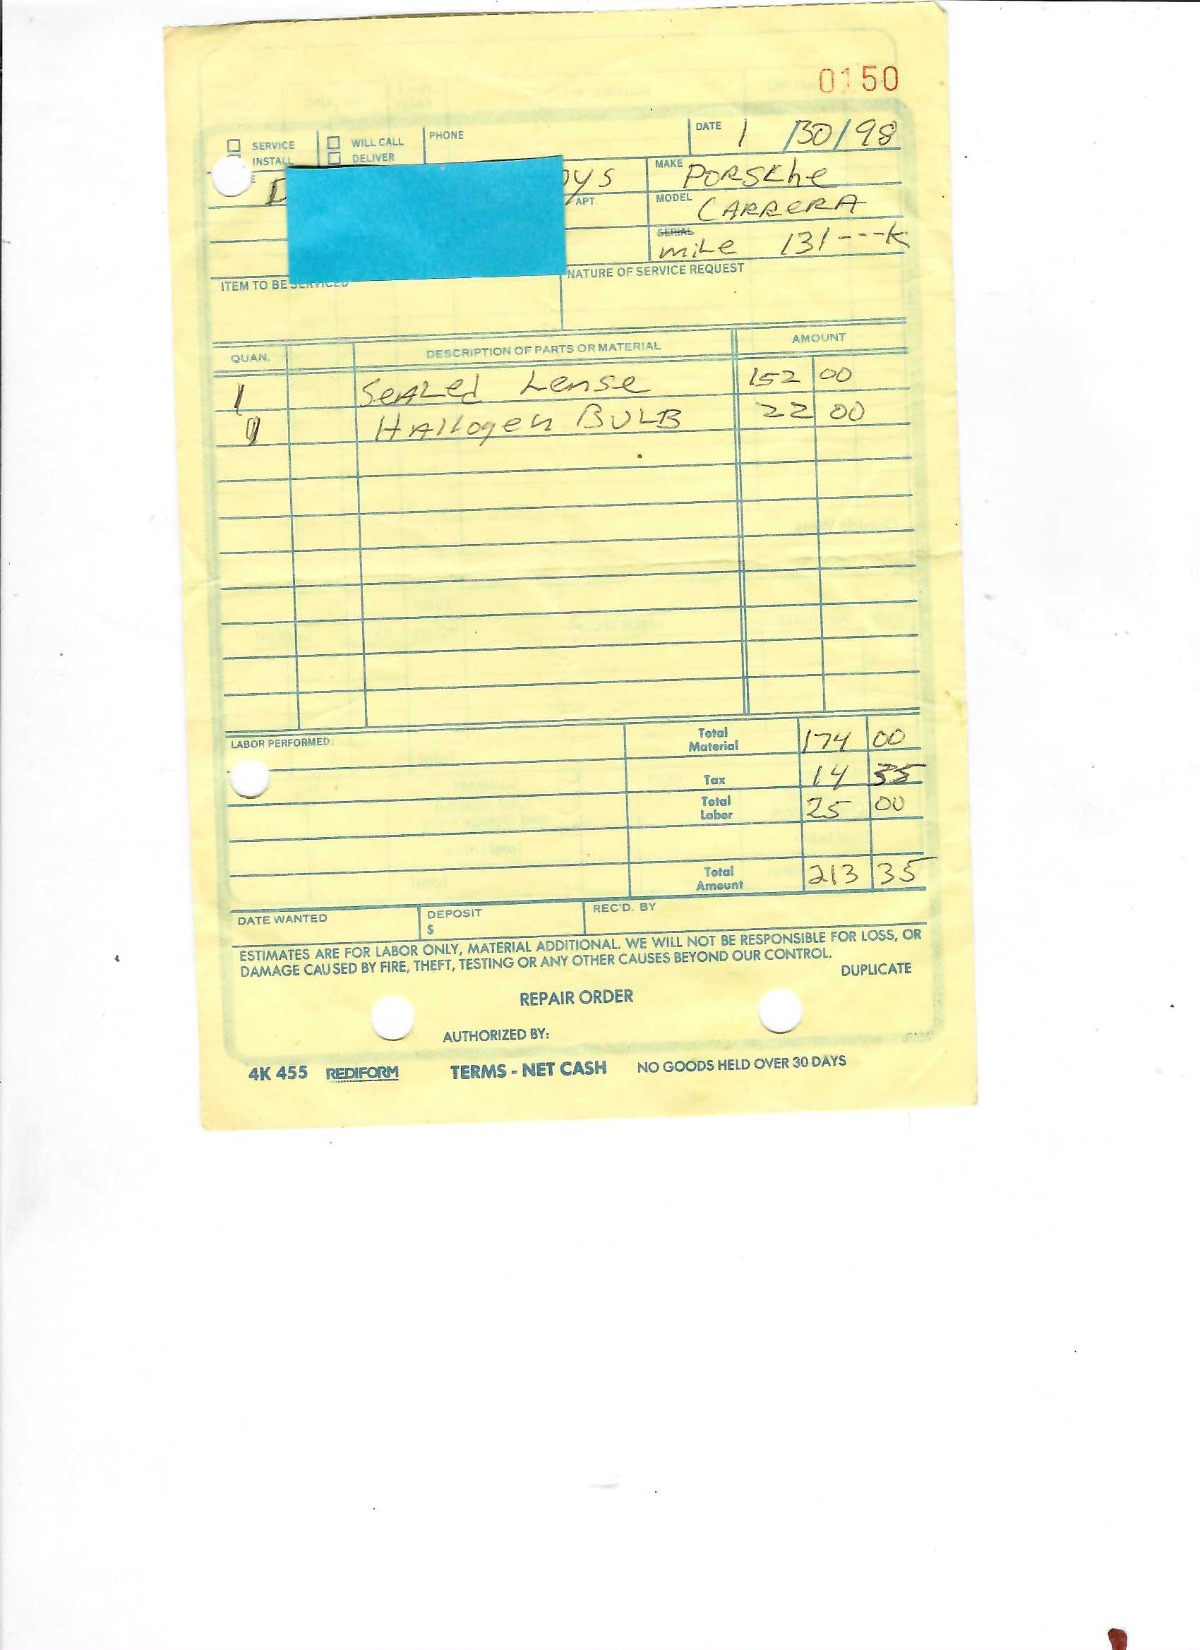 0150
SERVICE WILL CALL PHONE DATE 1/30/98
INSTALL DELIVER
MAKE PORSChe
APT. MODEL CARRERA
SERIAL mile 131---K
ITEM TO BE SERVICED NATURE OF SERVICE REQUEST
QUAN. DESCRIPTION OF PARTS OR MATERIAL AMOUNT
1 SeALed Lense 152 00
1 HAllogen BULB 22 00
LABOR PERFORMED: Total Material 174 00
Tax 14 35
Total Labor 25 00
Total Amount 213 35
DATE WANTED DEPOSIT $ REC'D. BY
ESTIMATES ARE FOR LABOR ONLY, MATERIAL ADDITIONAL. WE WILL NOT BE RESPONSIBLE FOR LOSS, OR
DAMAGE CAUSED BY FIRE, THEFT, TESTING OR ANY OTHER CAUSES BEYOND OUR CONTROL.
DUPLICATE
REPAIR ORDER
AUTHORIZED BY:
4K 455 REDIFORM TERMS - NET CASH NO GOODS HELD OVER 30 DAYS